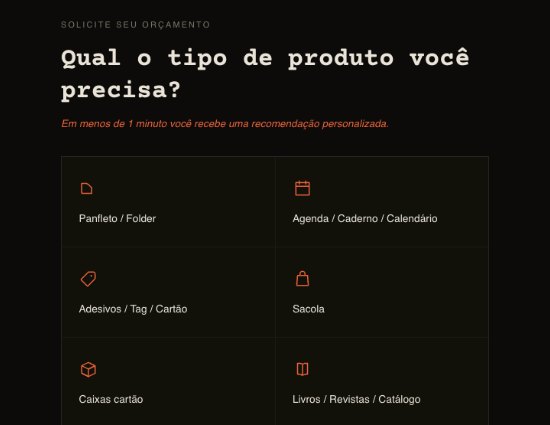 SOLICITE SEU ORÇAMENTO
Qual o tipo de produto você
precisa?
Em menos de 1 minuto você recebe uma recomendação personalizada.
Panfleto / Folder
Agenda / Caderno / Calendário
Adesivos / Tag / Cartão
Sacola
Caixas cartão
Livros / Revistas / Catálogo